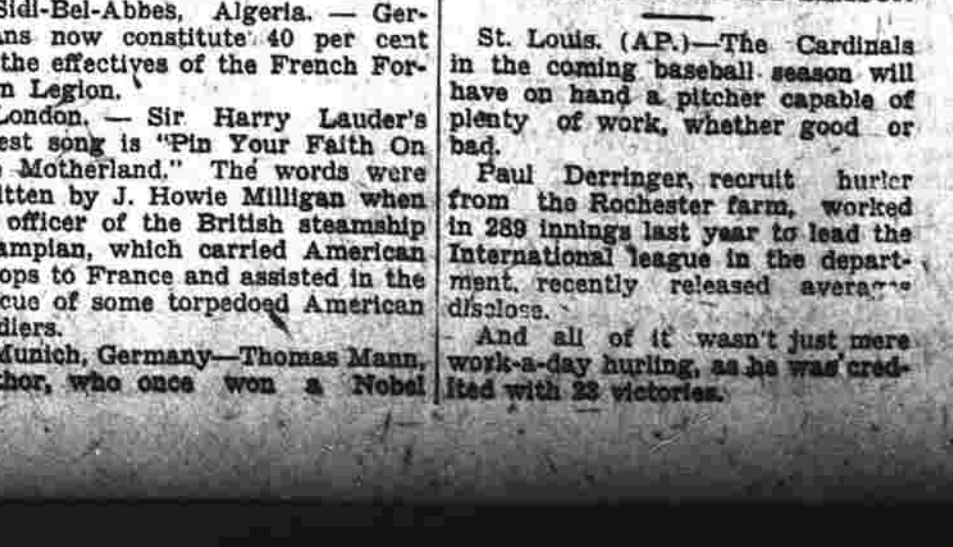 Sidi-Bel-Abbes, Algeria. — Ger-
ns now constitute 40 per cent
the effectives of the French For-
n Legion.
London. — Sir Harry Lauder's
est song is "Pin Your Faith On
Motherland." The words were
itten by J. Howie Milligan when
officer of the British steamship
ampian, which carried American
ops to France and assisted in the
cue of some torpedoed American
diers.
Munich, Germany—Thomas Mann,
thor, who once won a Nobel
St. Louis. (AP.)—The Cardinals
in the coming baseball season will
have on hand a pitcher capable of
plenty of work, whether good or
bad.
Paul Derringer, recruit hurler
from the Rochester farm, worked
in 289 innings last year to lead the
International league in the depart-
ment, recently released averages
disclose.
And all of it wasn't just mere
work-a-day hurling, as he was cred-
ited with 23 victories.